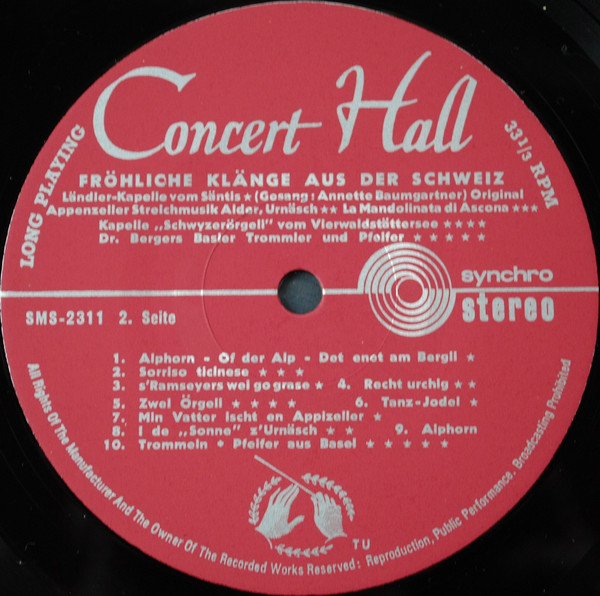 Concert Hall
LONG PLAYING
33 1/3 RPM
FRÖHLICHE KLÄNGE AUS DER SCHWEIZ
Ländler-Kapelle vom Säntis ★ (Gesang: Annette Baumgartner) Original
Appenzeller Streichmusik Alder, Urnäsch ★★ La Mandolinata di Ascona ★★★
Kapelle „Schwyzerörgeli" vom Vierwaldstättersee ★★★★
Dr. Bergers Basler Trommler und Pfeifer ★★★★★
synchro
stereo
SMS-2311 2. Seite
1. Alphorn - Of der Alp - Det enet am Bergli ★
2. Sorriso ticinese ★★★
3. s'Ramseyers wei go grase ★ 4. Recht urchig ★★
5. Zwei Örgeli ★★★★ 6. Tanz-Jodel ★
7. Min Vatter ischt en Appizeller ★
8. I de „Sonne" z'Urnäsch ★★ 9. Alphorn
10. Trommeln • Pfeifer aus Basel ★★★★★
TU
All Rights Of The Manufacturer And The Owner Of The Recorded Works Reserved: Reproduction, Public Performance, Broadcasting Prohibited